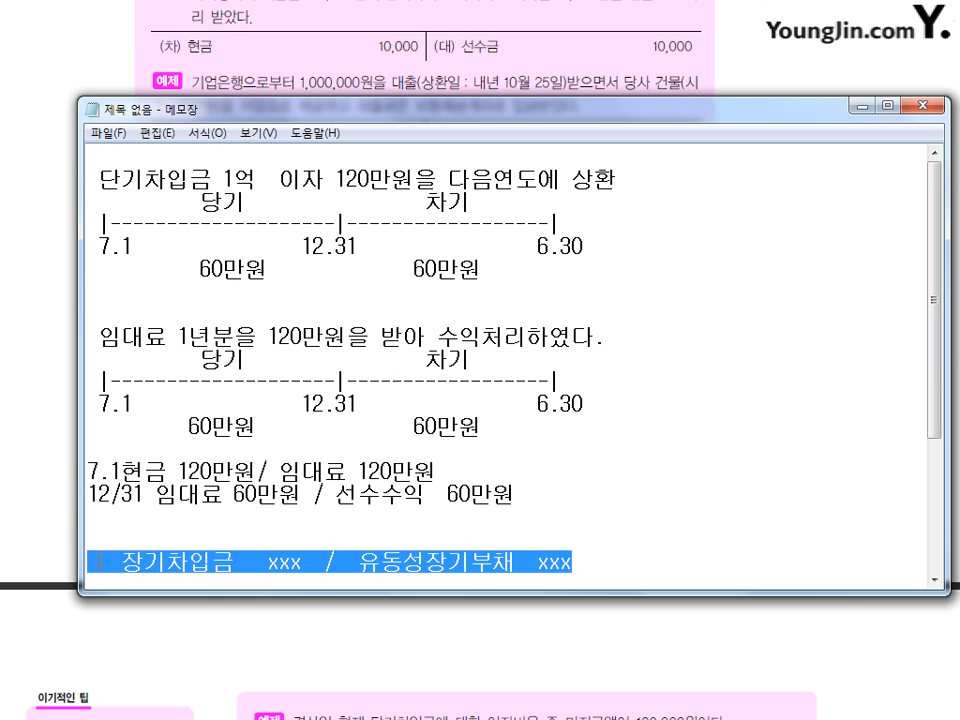 리 받았다.
YoungJin.com Y.
(차) 현금 10,000 (대) 선수금 10,000
예제 기업은행으로부터 1,000,000원을 대출(상환일 : 내년 10월 25일)받으면서 당사 건물(시
제목 없음 - 메모장
파일(F) 편집(E) 서식(O) 보기(V) 도움말(H)
단기차입금 1억 이자 120만원을 다음연도에 상환
당기 차기
|--------------------|------------------|
7.1 12.31 6.30
60만원 60만원
임대료 1년분을 120만원을 받아 수익처리하였다.
당기 차기
|--------------------|------------------|
7.1 12.31 6.30
60만원 60만원
7.1현금 120만원/ 임대료 120만원
12/31 임대료 60만원 / 선수수익 60만원
장기차입금 xxx / 유동성장기부채 xxx
이기적인 팁